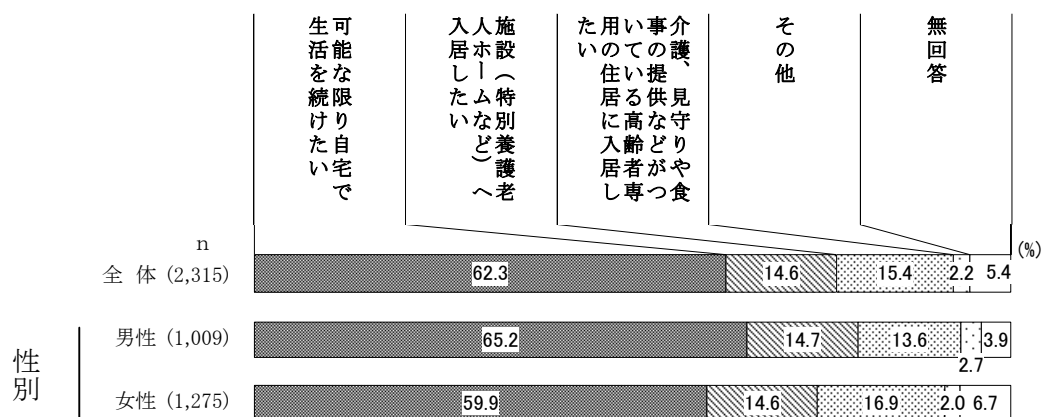 可能な限り自宅で
生活を続けたい
施設（特別養護老
人ホームなど）へ
入居したい
介護、見守りや食
事の提供などがつ
いている高齢者専
用の住居に入居し
たい
その他
無回答
n
(%)
全 体 (2,315)
62.3
14.6
15.4
2.2
5.4
性別
男性 (1,009)
65.2
14.7
13.6
2.7
3.9
女性 (1,275)
59.9
14.6
16.9
2.0
6.7